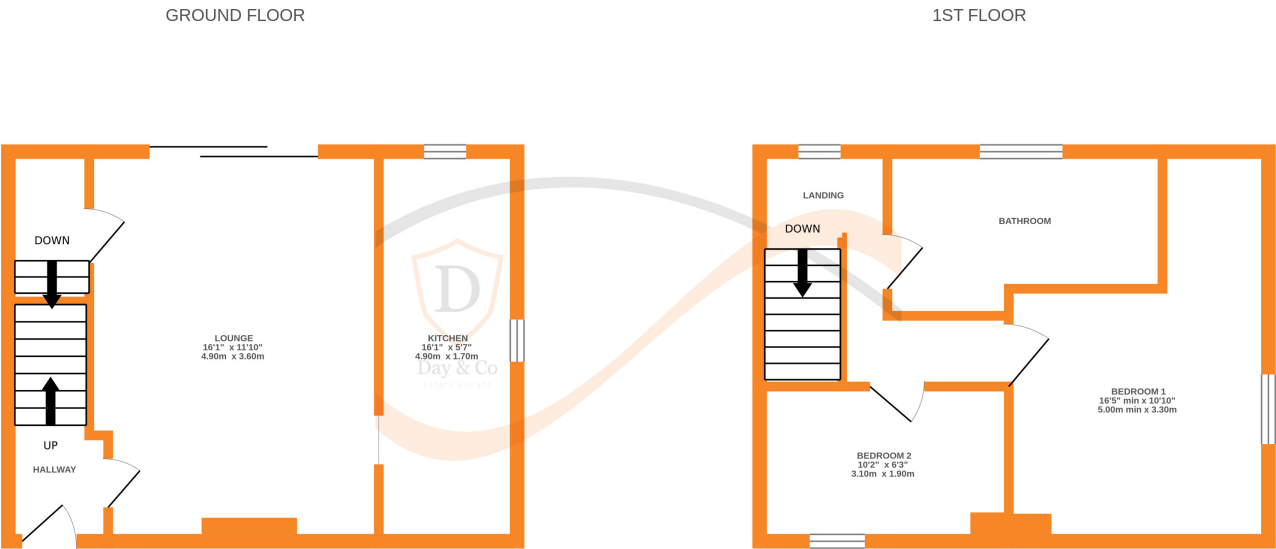 GROUND FLOOR
1ST FLOOR
DOWN
UP
HALLWAY
LOUNGE
16'1" x 11'10"
4.90m x 3.60m
KITCHEN
16'1" x 5'7"
4.90m x 1.70m
D
Day & Co
ESTATE AGENTS
LANDING
DOWN
BATHROOM
BEDROOM 1
16'5" min x 10'10"
5.00m min x 3.30m
BEDROOM 2
10'2" x 6'3"
3.10m x 1.90m